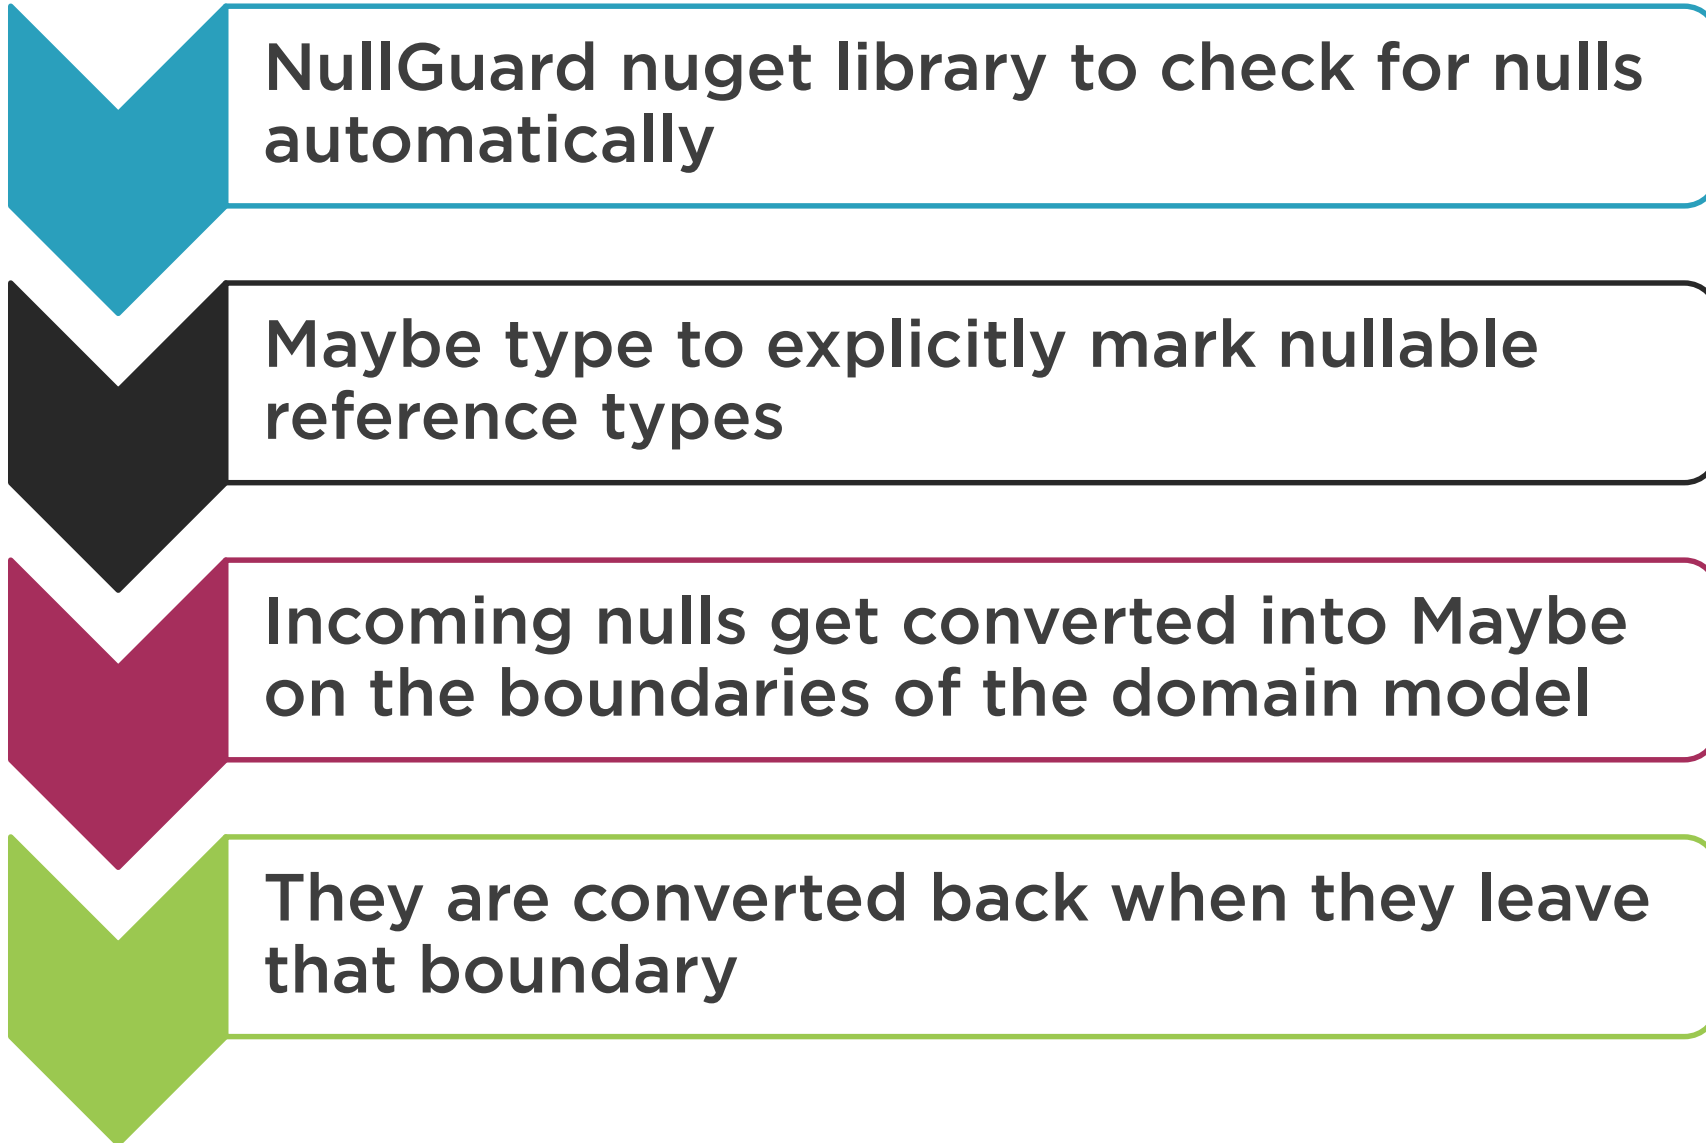 NullGuard nuget library to check for nulls
automatically
Maybe type to explicitly mark nullable
reference types
Incoming nulls get converted into Maybe
on the boundaries of the domain model
They are converted back when they leave
that boundary